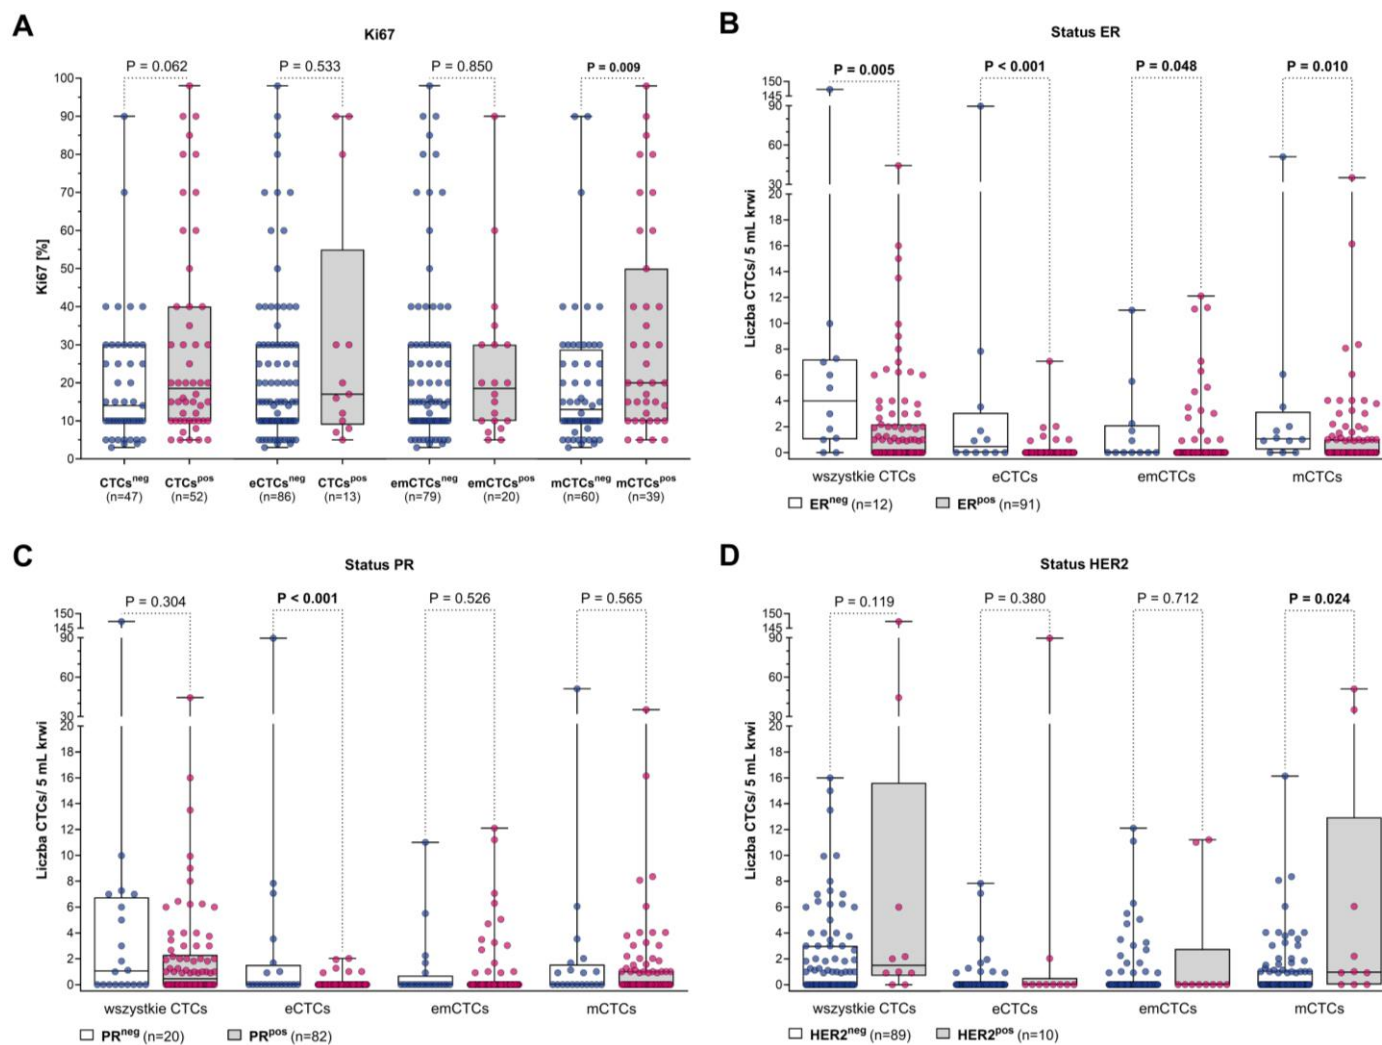 A
Ki67
P = 0.062
P = 0.533
P = 0.850
P = 0.009
Ki67 [%]
100
90
80
70
60
50
40
30
20
10
0
CTCsneg
(n=47)
CTCspos
(n=52)
eCTCsneg
(n=86)
CTCspos
(n=13)
emCTCsneg
(n=79)
emCTCspos
(n=20)
mCTCsneg
(n=60)
mCTCspos
(n=39)
B
Status ER
P = 0.005
P < 0.001
P = 0.048
P = 0.010
Liczba CTCs/ 5 mL krwi
150
145
90
60
30
20
16
14
12
10
8
6
4
2
0
wszystkie CTCs
eCTCs
emCTCs
mCTCs
ERneg (n=12)
ERpos (n=91)
C
Status PR
P = 0.304
P < 0.001
P = 0.526
P = 0.565
Liczba CTCs/ 5 mL krwi
150
145
90
60
30
20
16
14
12
10
8
6
4
2
0
wszystkie CTCs
eCTCs
emCTCs
mCTCs
PRneg (n=20)
PRpos (n=82)
D
Status HER2
P = 0.119
P = 0.380
P = 0.712
P = 0.024
Liczba CTCs/ 5 mL krwi
150
145
90
60
30
20
16
14
12
10
8
6
4
2
0
wszystkie CTCs
eCTCs
emCTCs
mCTCs
HER2neg (n=89)
HER2pos (n=10)